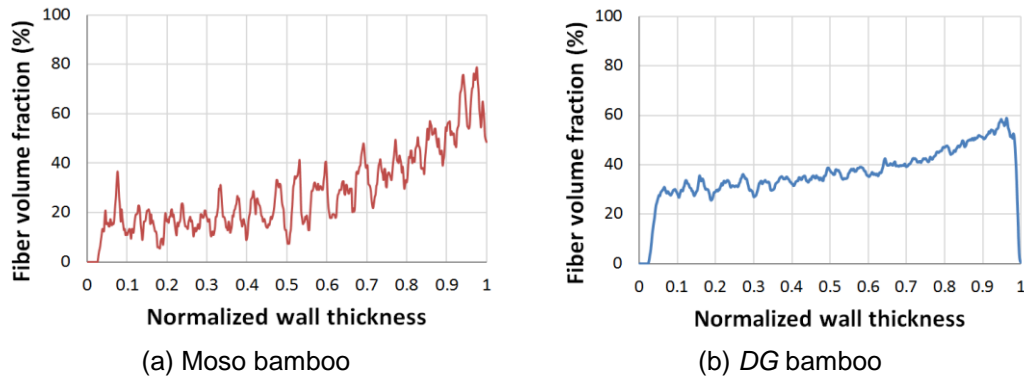 Fiber volume fraction (%)
100
80
60
40
20
0
0 0.1 0.2 0.3 0.4 0.5 0.6 0.7 0.8 0.9 1
Normalized wall thickness
(a) Moso bamboo
Fiber volume fraction (%)
100
80
60
40
20
0
0 0.1 0.2 0.3 0.4 0.5 0.6 0.7 0.8 0.9 1
Normalized wall thickness
(b) DG bamboo